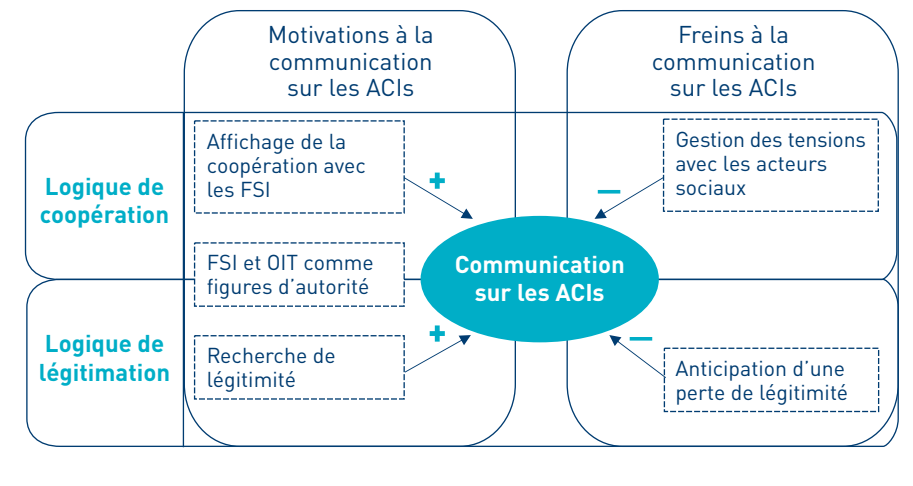 Motivations à la
communication
sur les ACIs
Freins à la
communication
sur les ACIs
Logique de
coopération
Affichage de la
coopération avec
les FSI
+
–
Gestion des tensions
avec les acteurs
sociaux
FSI et OIT comme
figures d’autorité
Communication
sur les ACIs
Logique de
légitimation
+
–
Recherche de
légitimité
Anticipation d’une
perte de légitimité